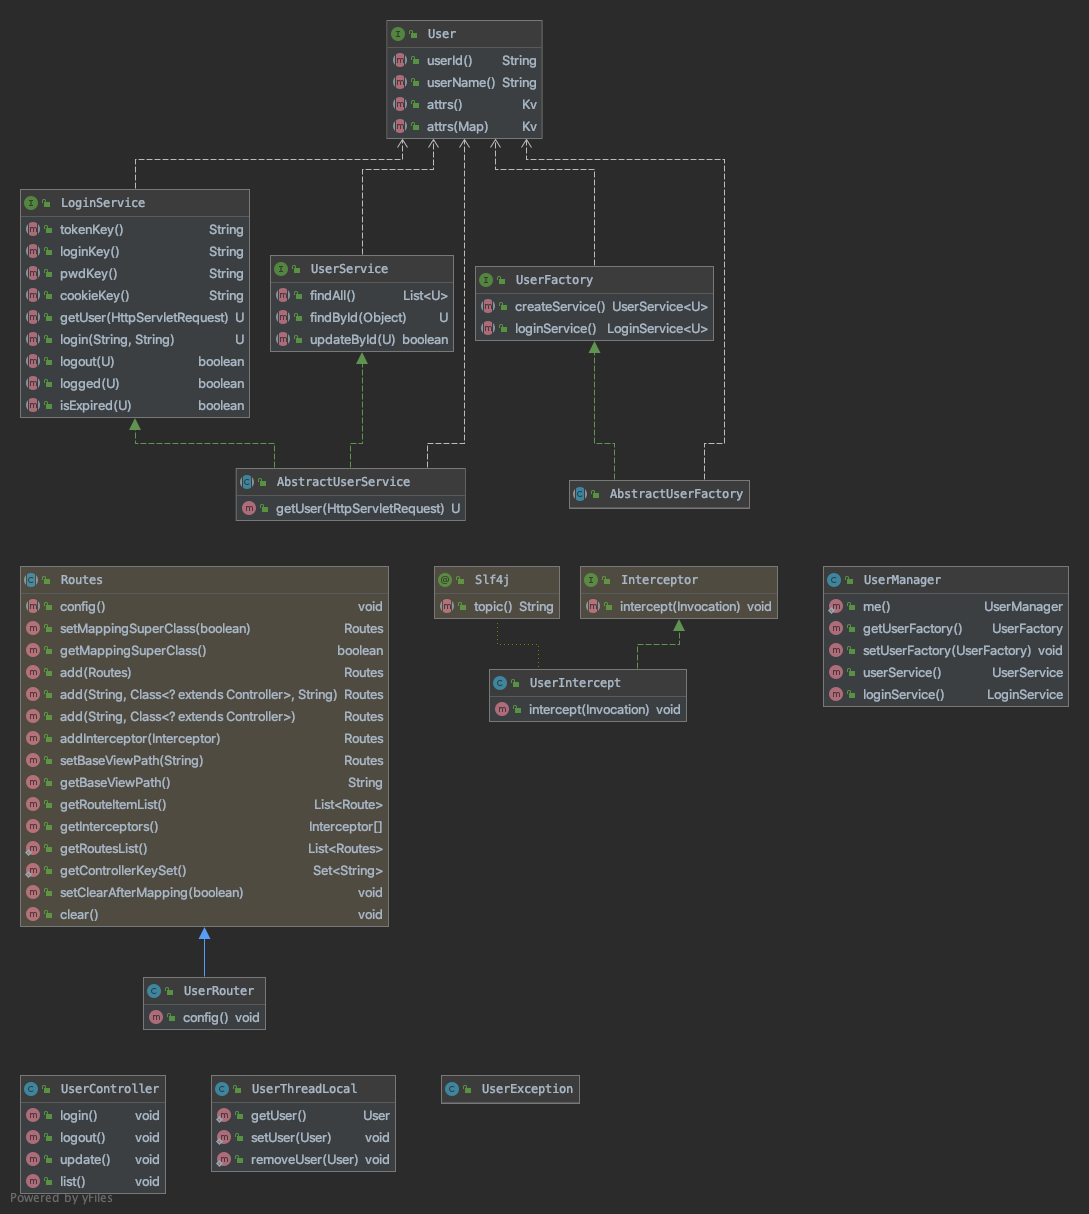 User
userId() String
userName() String
attrs() Kv
attrs(Map) Kv
LoginService
tokenKey() String
loginKey() String
pwdKey() String
cookieKey() String
getUser(HttpServletRequest) U
login(String, String) U
logout(U) boolean
logged(U) boolean
isExpired(U) boolean
UserService
findAll() List<U>
findById(Object) U
updateById(U) boolean
UserFactory
createService() UserService<U>
loginService() LoginService<U>
AbstractUserService
getUser(HttpServletRequest) U
AbstractUserFactory
Routes
config() void
setMappingSuperClass(boolean) Routes
getMappingSuperClass() boolean
add(Routes) Routes
add(String, Class<? extends Controller>, String) Routes
add(String, Class<? extends Controller>) Routes
addInterceptor(Interceptor) Routes
setBaseViewPath(String) Routes
getBaseViewPath() String
getRouteItemList() List<Route>
getInterceptors() Interceptor[]
getRoutesList() List<Routes>
getControllerKeySet() Set<String>
setClearAfterMapping(boolean) void
clear() void
Slf4j
topic() String
Interceptor
intercept(Invocation) void
UserIntercept
intercept(Invocation) void
UserManager
me() UserManager
getUserFactory() UserFactory
setUserFactory(UserFactory) void
userService() UserService
loginService() LoginService
UserRouter
config() void
UserController
login() void
logout() void
update() void
list() void
UserThreadLocal
getUser() User
setUser(User) void
removeUser(User) void
UserException
Powered by yFiles